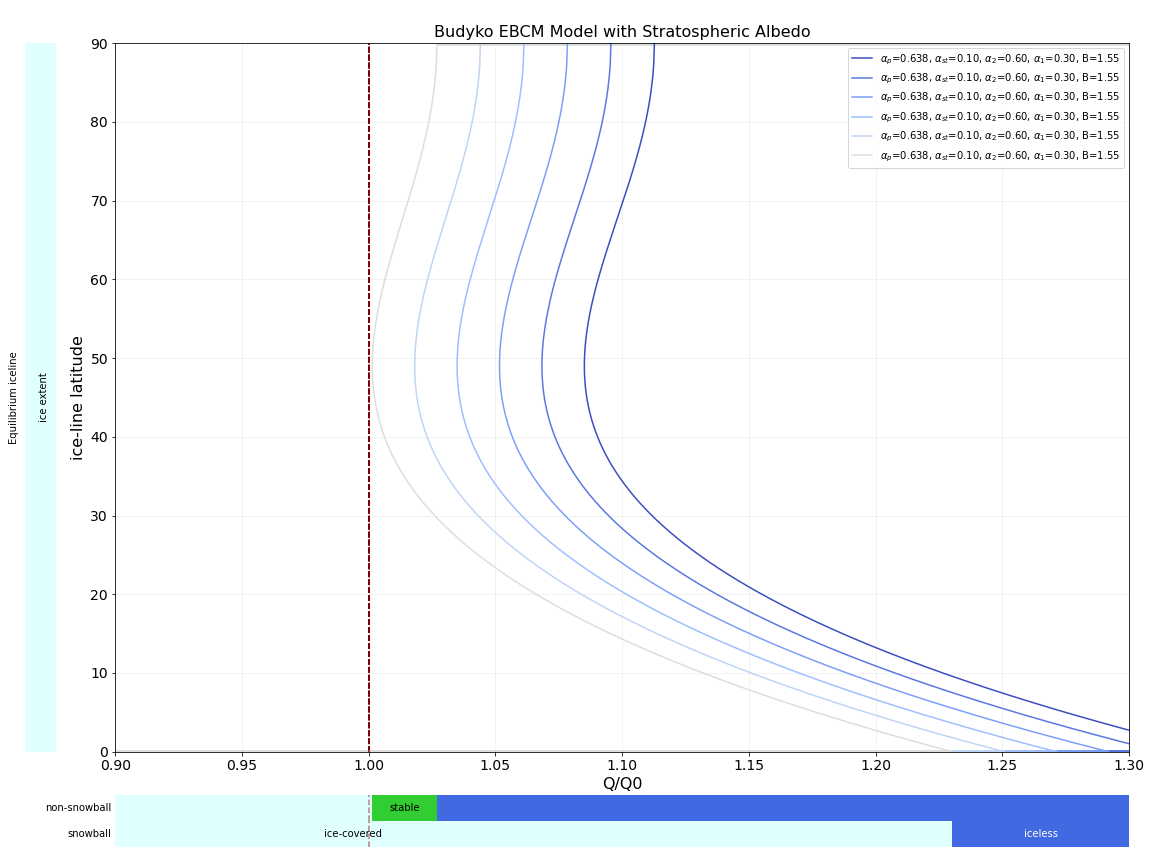 Budyko EBCM Model with Stratospheric Albedo
αp=0.638, αst=0.10, α2=0.60, α1=0.30, B=1.55
αp=0.638, αst=0.10, α2=0.60, α1=0.30, B=1.55
αp=0.638, αst=0.10, α2=0.60, α1=0.30, B=1.55
αp=0.638, αst=0.10, α2=0.60, α1=0.30, B=1.55
αp=0.638, αst=0.10, α2=0.60, α1=0.30, B=1.55
αp=0.638, αst=0.10, α2=0.60, α1=0.30, B=1.55
Equilibrium iceline
ice extent
ice-line latitude
90
80
70
60
50
40
30
20
10
0
0.90 0.95 1.00 1.05 1.10 1.15 1.20 1.25 1.30
Q/Q0
non-snowball stable
snowball ice-covered iceless